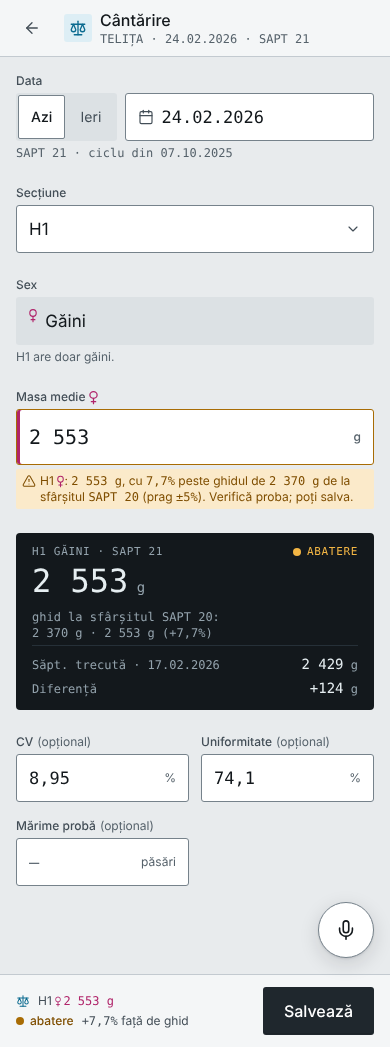 Cântărire
TELIȚA · 24.02.2026 · SAPT 21
Data
Azi Ieri 24.02.2026
SAPT 21 · ciclu din 07.10.2025
Secțiune
H1
Sex
♀ Găini
H1 are doar găini.
Masa medie ♀
2 553 g
H1♀: 2 553 g, cu 7,7% peste ghidul de 2 370 g de la
sfârșitul SAPT 20 (prag ±5%). Verifică proba; poți salva.
H1 GĂINI · SAPT 21 ABATERE
2 553 g
ghid la sfârșitul SAPT 20:
2 370 g · 2 553 g (+7,7%)
Săpt. trecută · 17.02.2026 2 429 g
Diferență +124 g
CV (opțional) Uniformitate (opțional)
8,95 % 74,1 %
Mărime probă (opțional)
— păsări
H1 ♀ 2 553 g
abatere +7,7% față de ghid
Salvează